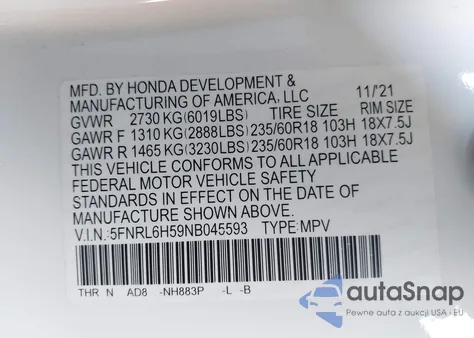 MFD. BY HONDA DEVELOPMENT &
MANUFACTURING OF AMERICA, LLC 11/'21
GVWR 2730 KG(6019LBS) TIRE SIZE RIM SIZE
GAWR F 1310 KG(2888LBS) 235/60R18 103H 18X7.5J
GAWR R 1465 KG(3230LBS) 235/60R18 103H 18X7.5J
THIS VEHICLE CONFORMS TO ALL APPLICABLE
FEDERAL MOTOR VEHICLE SAFETY
STANDARDS IN EFFECT ON THE DATE OF
MANUFACTURE SHOWN ABOVE.
V.I.N.:5FNRL6H59NB045593 TYPE:MPV
THR N AD8 -NH883P -L -B
autoSnap
Pewne auta z aukcji USA i EU